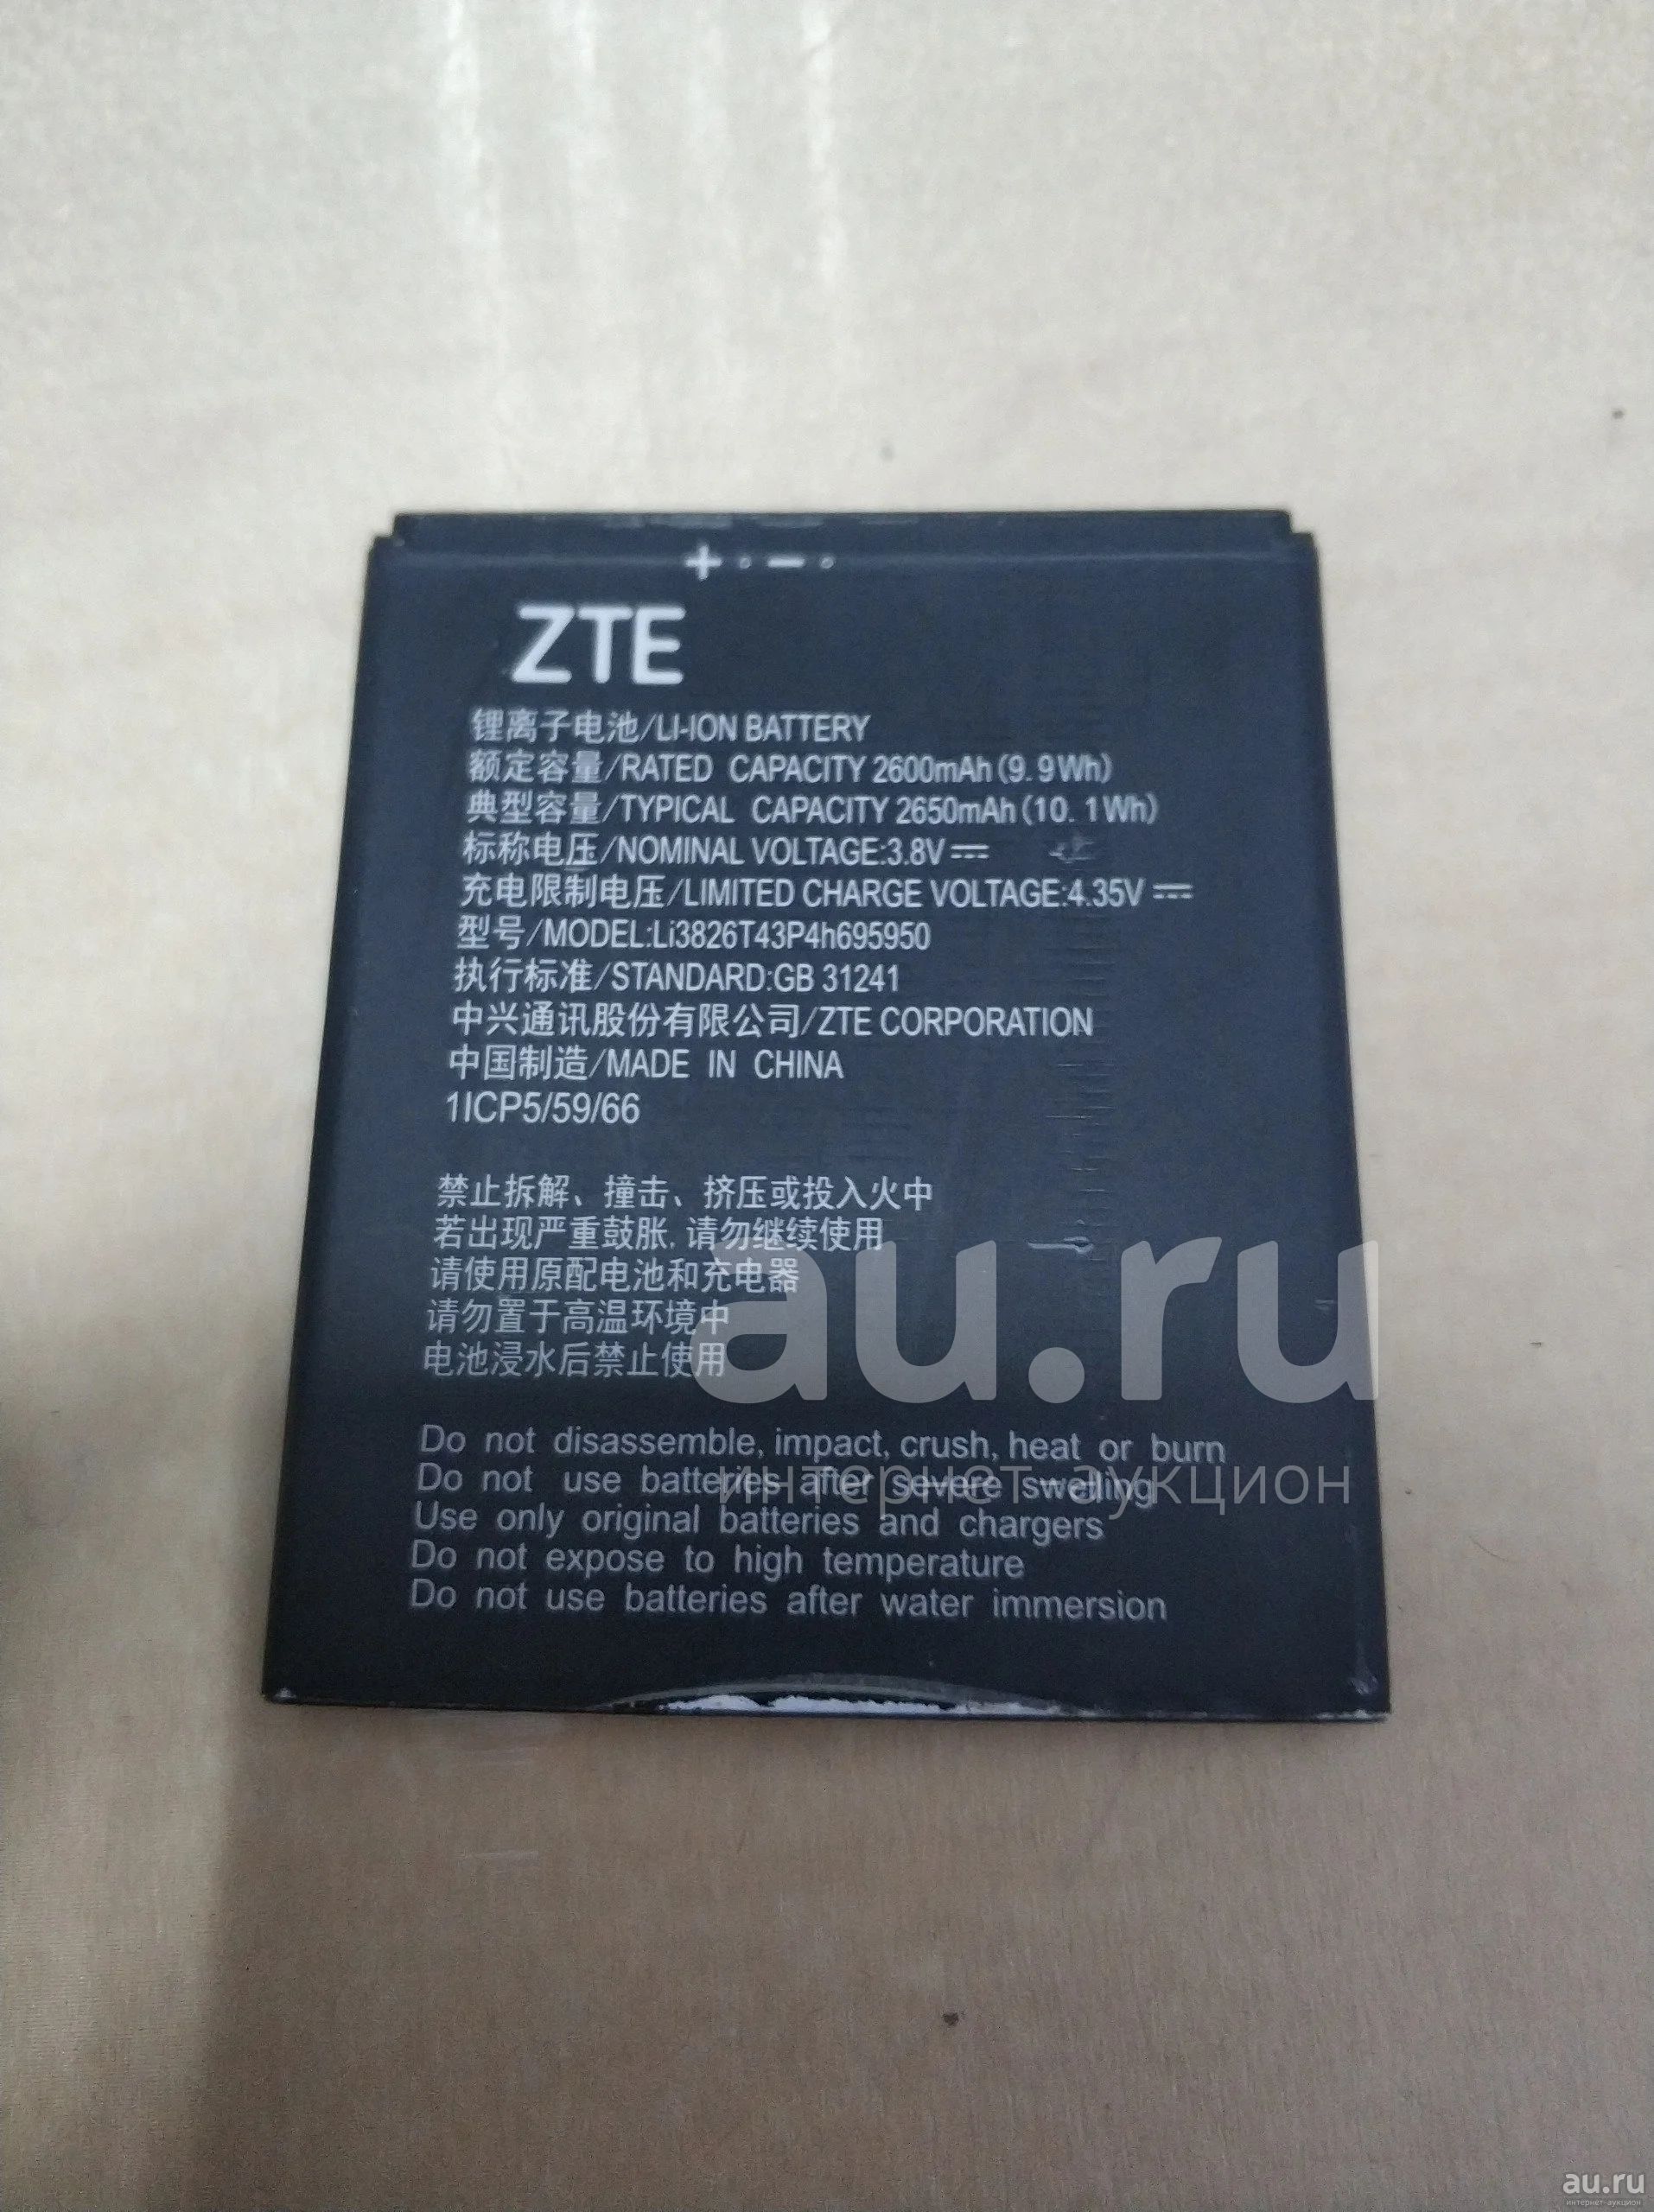 + ◦ − ◦
ZTE
锂离子电池/LI-ION BATTERY
额定容量/RATED CAPACITY 2600mAh(9.9Wh)
典型容量/TYPICAL CAPACITY 2650mAh(10.1Wh)
标称电压/NOMINAL VOLTAGE:3.8V⎓
充电限制电压/LIMITED CHARGE VOLTAGE:4.35V⎓
型号/MODEL:Li3826T43P4h695950
执行标准/STANDARD:GB 31241
中兴通讯股份有限公司/ZTE CORPORATION
中国制造/MADE IN CHINA
1ICP5/59/66
禁止拆解、撞击、挤压或投入火中
若出现严重鼓胀,请勿继续使用
请使用原配电池和充电器
请勿置于高温环境中
电池浸水后禁止使用
au.ru
интернет-аукцион
Do not disassemble, impact, crush, heat or burn
Do not use batteries after severe swelling
Use only original batteries and chargers
Do not expose to high temperature
Do not use batteries after water immersion
au.ru
интернет-аукцион